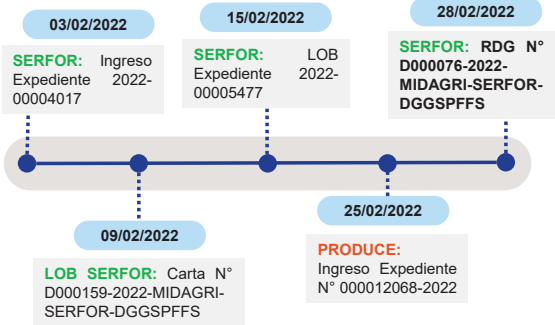 03/02/2022
SERFOR: Ingreso
Expediente 2022-
00004017
15/02/2022
SERFOR: LOB
Expediente 2022-
00005477
28/02/2022
SERFOR: RDG N°
D000076-2022-
MIDAGRI-SERFOR-
DGGSPFFS
09/02/2022
LOB SERFOR: Carta N°
D000159-2022-MIDAGRI-
SERFOR-DGGSPFFS
25/02/2022
PRODUCE:
Ingreso Expediente
N° 000012068-2022